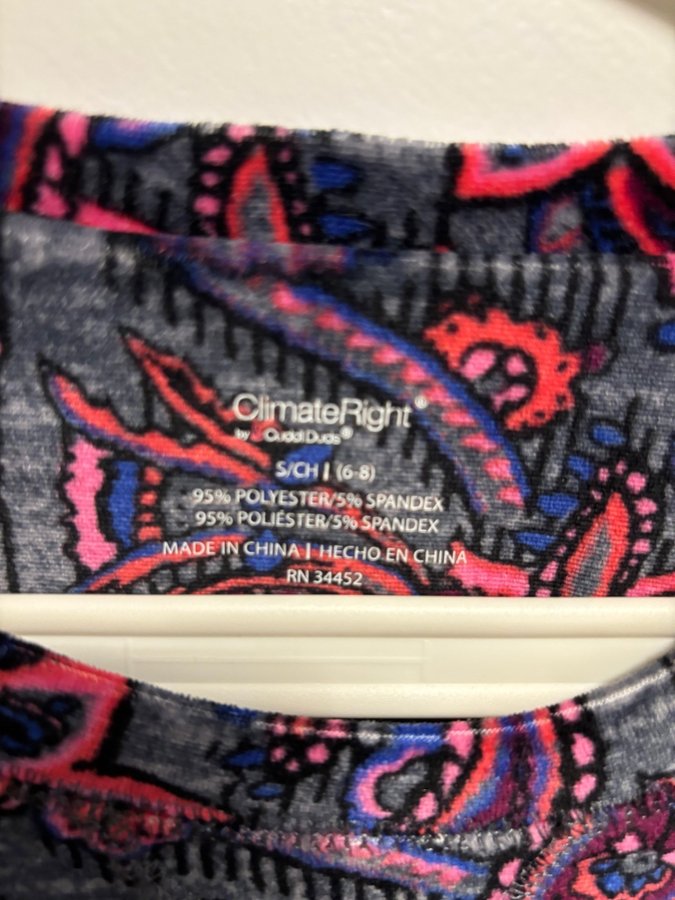 ClimateRight®
by Cuddl Duds®
S/CH | (6-8)
95% POLYESTER/5% SPANDEX
95% POLIÉSTER/5% SPANDEX
MADE IN CHINA | HECHO EN CHINA
RN 34452